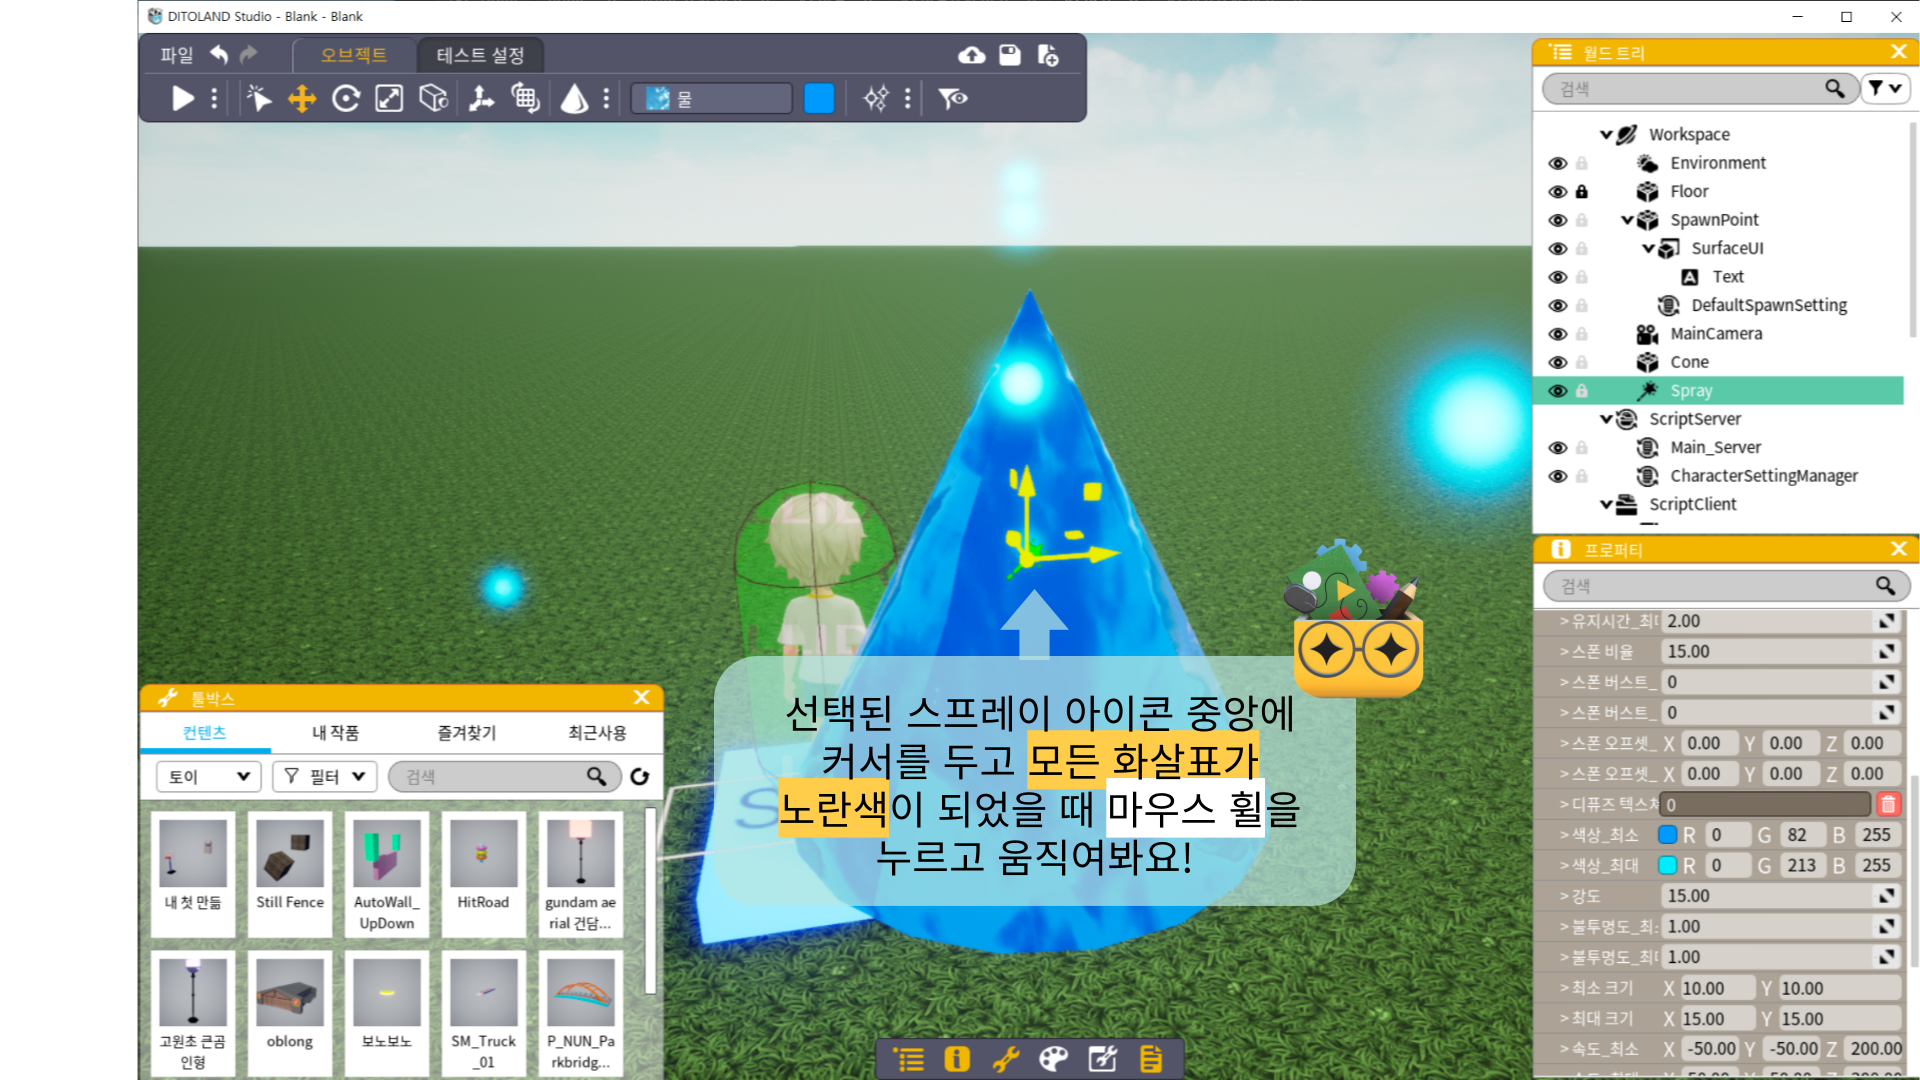 DITOLAND Studio - Blank - Blank
파일
오브젝트
테스트 설정
물
월드 트리
검색
Workspace
Environment
Floor
SpawnPoint
SurfaceUI
Text
DefaultSpawnSetting
MainCamera
Cone
Spray
ScriptServer
Main_Server
CharacterSettingManager
ScriptClient
프로퍼티
검색
>유지시간_최대 2.00
>스폰 비율 15.00
>스폰 버스트_ 0
>스폰 버스트_ 0
>스폰 오프셋_ X 0.00 Y 0.00 Z 0.00
>스폰 오프셋_ X 0.00 Y 0.00 Z 0.00
>디퓨즈 텍스쳐 0
>색상_최소 R 0 G 82 B 255
>색상_최대 R 0 G 213 B 255
>강도 15.00
>불투명도_최소 1.00
>불투명도_최대 1.00
>최소 크기 X 10.00 Y 10.00
>최대 크기 X 15.00 Y 15.00
>속도_최소 X -50.00 Y -50.00 Z 200.00
선택된 스프레이 아이콘 중앙에
커서를 두고 모든 화살표가
노란색이 되었을 때 마우스 휠을
누르고 움직여봐요!
툴박스
컨텐츠 내 작품 즐겨찾기 최근사용
토이 필터 검색
내 첫 만듦
Still Fence
AutoWall_
UpDown
HitRoad
gundam ae
rial 건담...
고원초 큰곰
인형
oblong
보노보노
SM_Truck
_01
P_NUN_Pa
rkbridg...